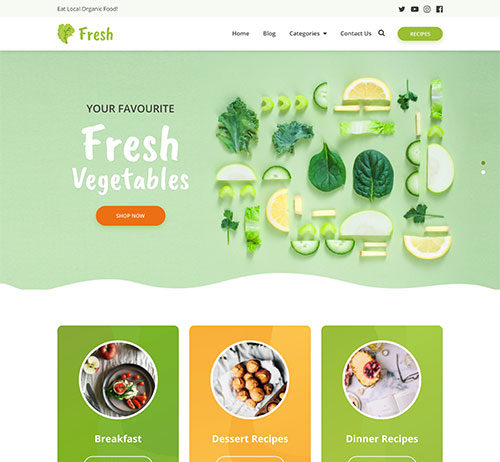 Eat Local Organic Food!
Fresh
Home Blog Categories Contact Us RECIPES
YOUR FAVOURITE
Fresh
Vegetables
SHOP NOW
Breakfast
Dessert Recipes
Dinner Recipes